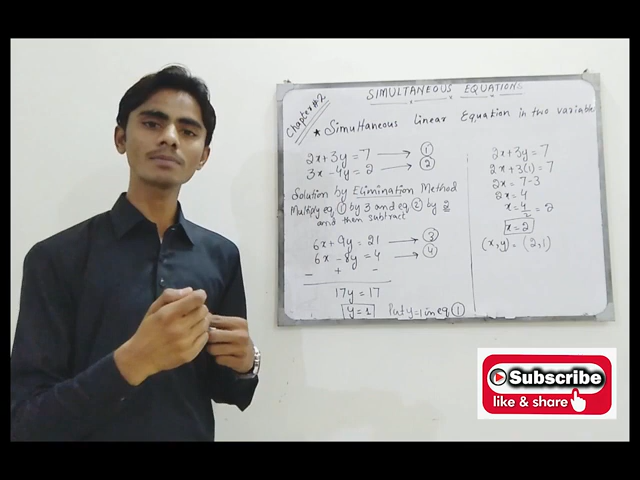 SIMULTANEOUS EQUATIONS
Chapter #2
* Simultaneous Linear Equation in two variable
2x+3y=7 → 1
3x-4y=2 → 2
Solution by Elimination Method
Multiply eq 1 by 3 and eq 2 by 2
and then subtract
6x+9y=21 → 3
6x-8y=4 → 4
- + -
17y=17
y=1 Put y=1 in eq 1
2x+3y=7
2x+3(1)=7
2x=7-3
2x=4
x=4/2=2
x=2
(x,y)=(2,1)
Subscribe
like & share